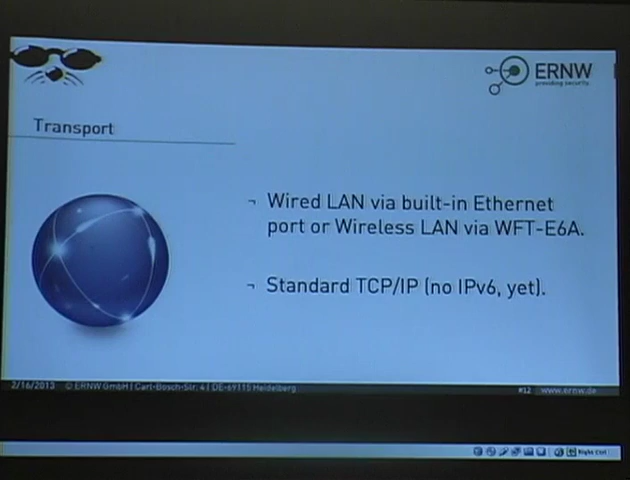 ERNW
providing security.
Transport
¬ Wired LAN via built-in Ethernet
port or Wireless LAN via WFT-E6A.
¬ Standard TCP/IP (no IPv6, yet).
2/16/2013 © ERNW GmbH | Carl-Bosch-Str. 4 | DE-69115 Heidelberg #12 www.ernw.de
Right Ctrl